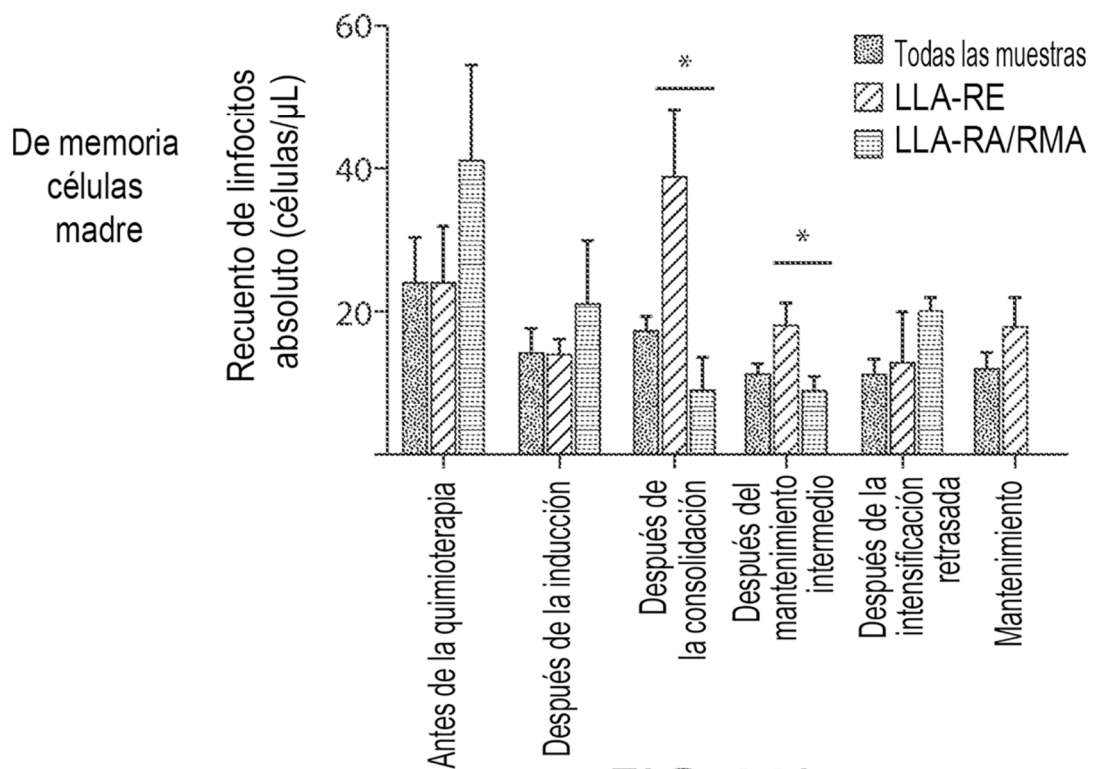 De memoria
células
madre
Recuento de linfocitos
absoluto (células/µL)
60
40
20
*
*
Todas las muestras
LLA-RE
LLA-RA/RMA
Antes de la quimioterapia
Después de la inducción
Después de
la consolidación
Después del
mantenimiento
intermedio
Después de la
intensificación
retrasada
Mantenimiento